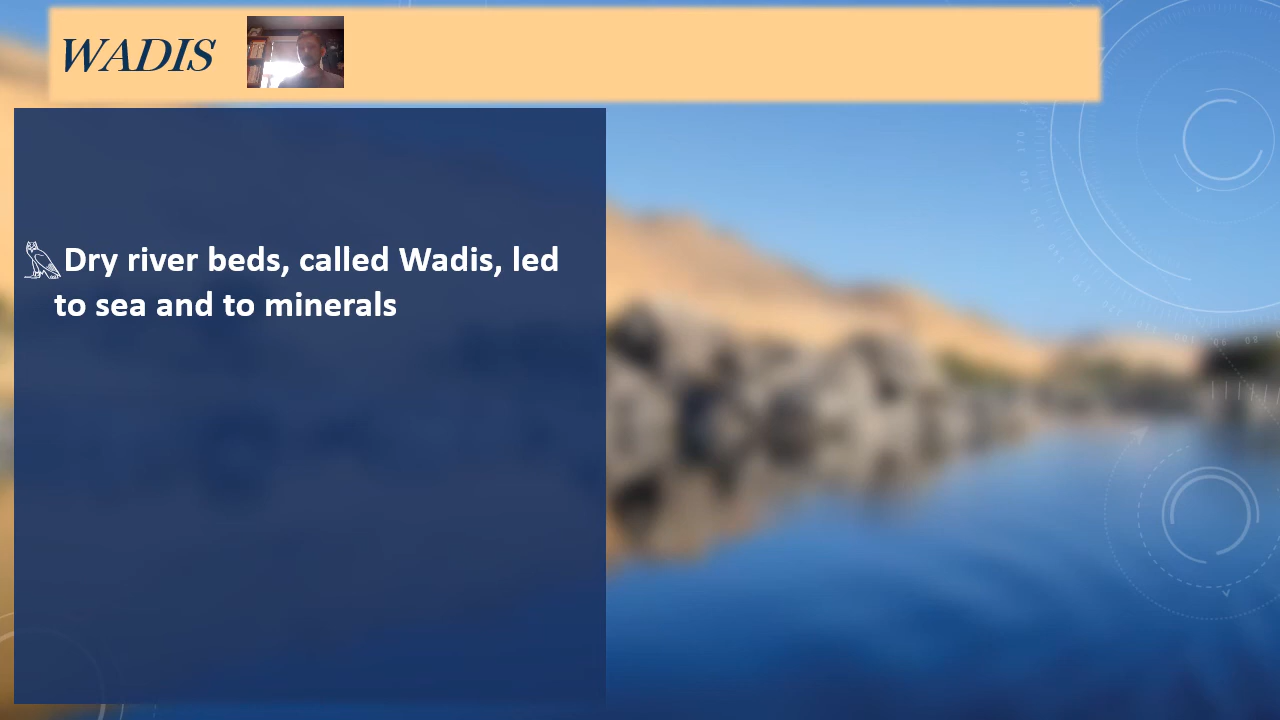 WADIS
Dry river beds, called Wadis, led
to sea and to minerals